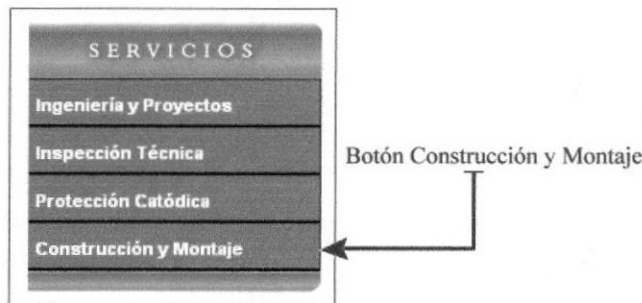 SERVICIOS
Ingeniería y Proyectos
Inspección Técnica
Botón Construcción y Montaje
Protección Catódica
Construcción y Montaje